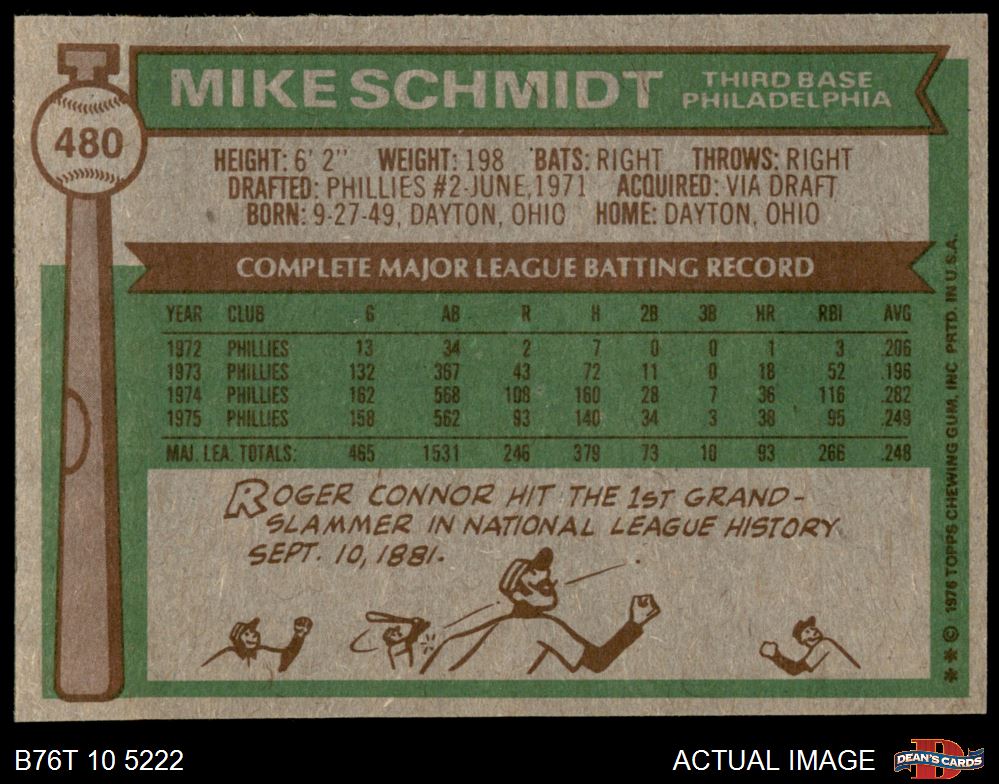 MIKE SCHMIDT
THIRD BASE
PHILADELPHIA
480
HEIGHT: 6' 2" WEIGHT: 198 BATS: RIGHT THROWS: RIGHT
DRAFTED: PHILLIES #2-JUNE, 1971 ACQUIRED: VIA DRAFT
BORN: 9-27-49, DAYTON, OHIO HOME: DAYTON, OHIO
COMPLETE MAJOR LEAGUE BATTING RECORD
YEAR CLUB G AB R H 2B 3B HR RBI AVG
1972 PHILLIES 13 34 2 7 0 0 1 3 .206
1973 PHILLIES 132 367 43 72 11 0 18 52 .196
1974 PHILLIES 162 568 108 160 28 7 36 116 .282
1975 PHILLIES 158 562 93 140 34 3 38 95 .249
MAJ. LEA. TOTALS: 465 1531 246 379 73 10 93 266 .248
ROGER CONNOR HIT THE 1ST GRAND-
SLAMMER IN NATIONAL LEAGUE HISTORY
SEPT. 10, 1881.
** © 1976 TOPPS CHEWING GUM, INC PRTD. IN U.S.A.
B76T 10 5222
ACTUAL IMAGE
D
DEAN'S CARDS